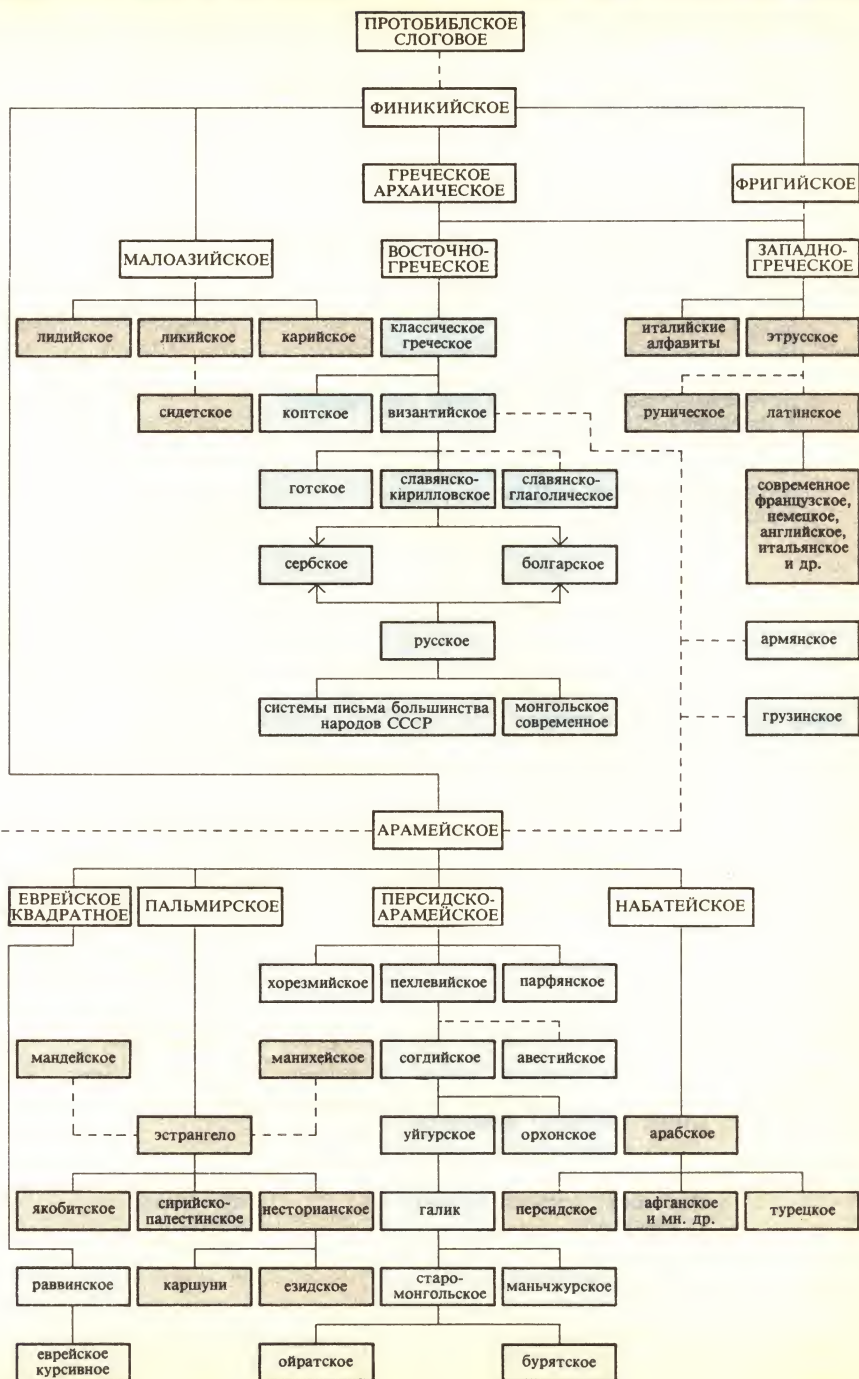 ПРОТОБИБЛСКОЕ
СЛОГОВОЕ
ФИНИКИЙСКОЕ
ГРЕЧЕСКОЕ
АРХАИЧЕСКОЕ
ФРИГИЙСКОЕ
МАЛОАЗИЙСКОЕ
ВОСТОЧНО-
ГРЕЧЕСКОЕ
ЗАПАДНО-
ГРЕЧЕСКОЕ
лидийское
ликийское
карийское
классическое
греческое
италийские
алфавиты
этрусское
сидетское
коптское
византийское
руническое
латинское
готское
славянско-
кирилловское
славянско-
глаголическое
современное
французское,
немецкое,
английское,
итальянское
и др.
сербское
болгарское
русское
армянское
системы письма большинства
народов СССР
монгольское
современное
грузинское
АРАМЕЙСКОЕ
ЕВРЕЙСКОЕ
КВАДРАТНОЕ
ПАЛЬМИРСКОЕ
ПЕРСИДСКО-
АРАМЕЙСКОЕ
НАБАТЕЙСКОЕ
хорезмийское
пехлевийское
парфянское
мандейское
манихейское
согдийское
авестийское
эстрангело
уйгурское
орхонское
арабское
якобитское
сирийско-
палестинское
несторианское
галик
персидское
афганское
и мн. др.
турецкое
раввинское
каршуни
езидское
старо-
монгольское
маньчжурское
еврейское
курсивное
ойратское
бурятское